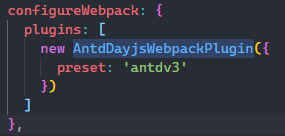 configureWebpack: {
plugins: [
new AntdDayjsWebpackPlugin({
preset: 'antdv3'
})
]
},